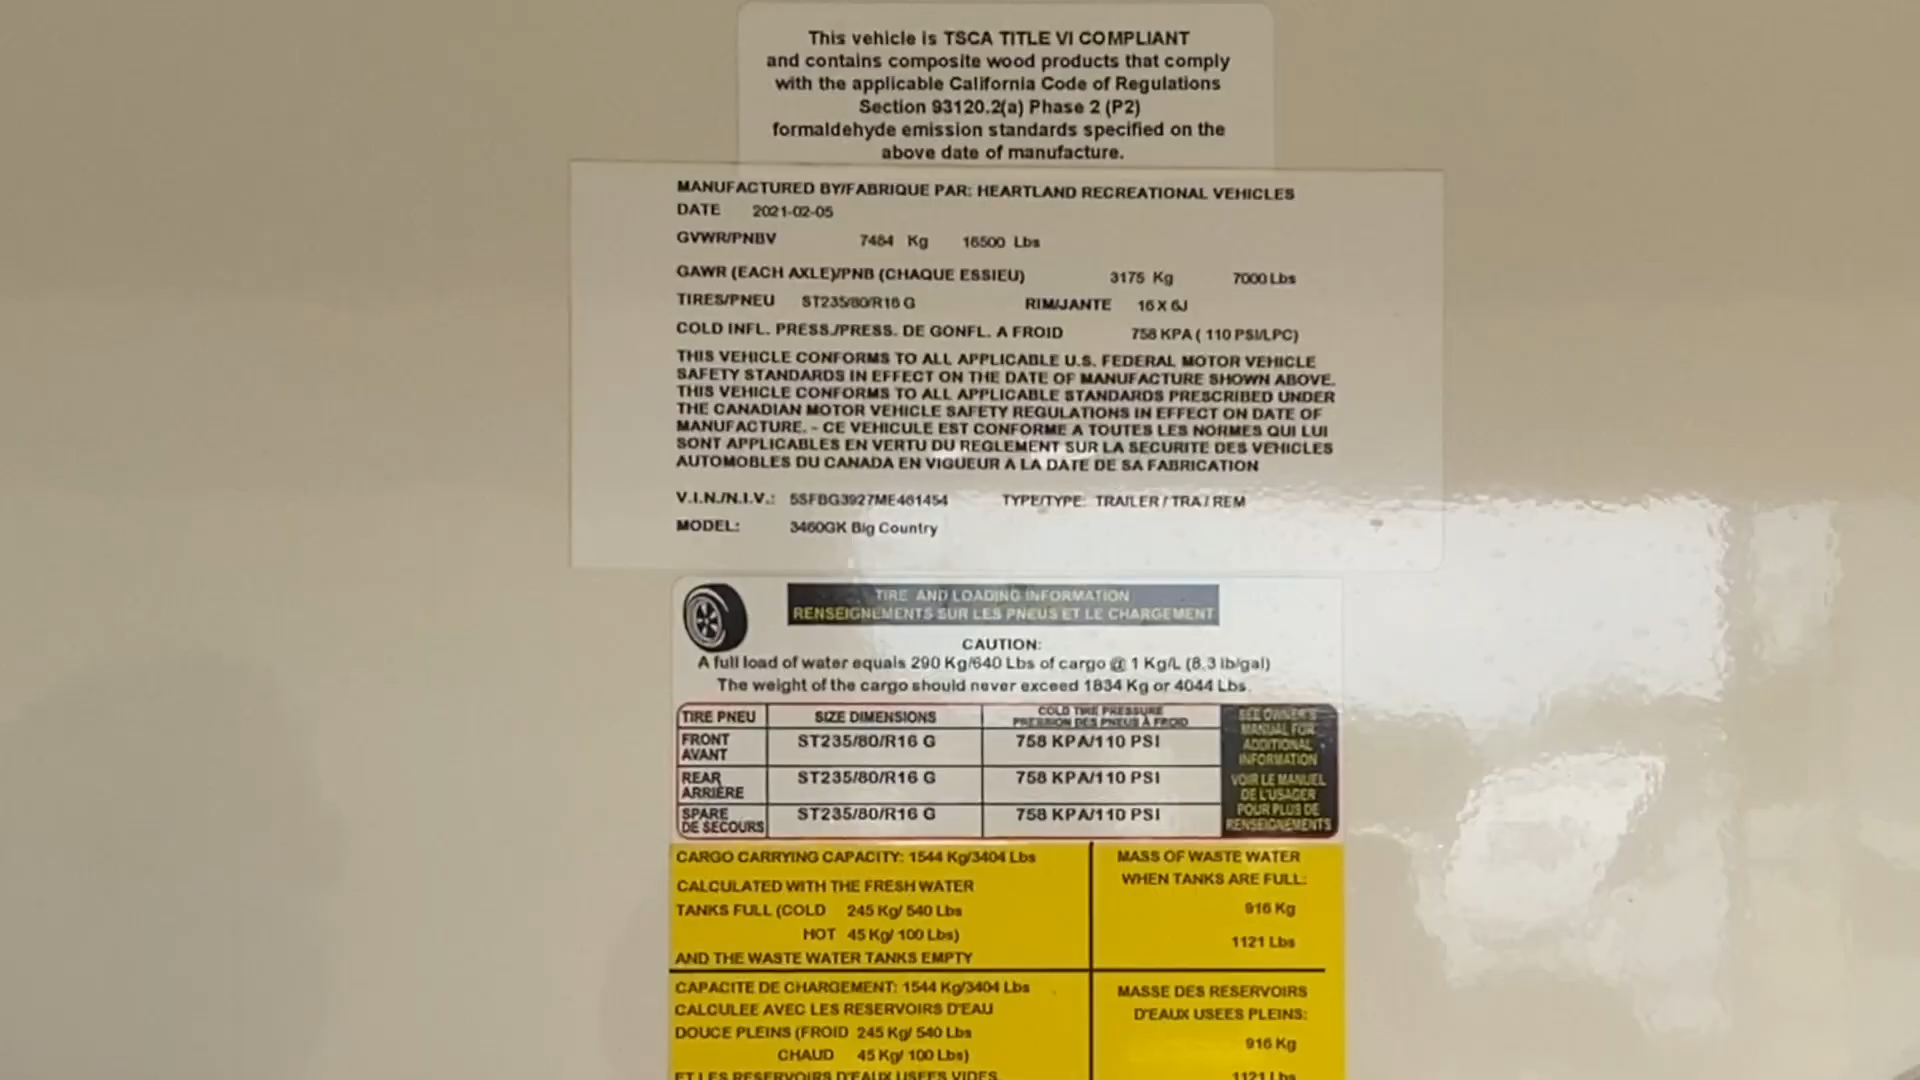 This vehicle is TSCA TITLE VI COMPLIANT
and contains composite wood products that comply
with the applicable California Code of Regulations
Section 93120.2(a) Phase 2 (P2)
formaldehyde emission standards specified on the
above date of manufacture.
MANUFACTURED BY/FABRIQUE PAR: HEARTLAND RECREATIONAL VEHICLES
DATE 2021-02-05
GVWR/PNBV 7484 Kg 16500 Lbs
GAWR (EACH AXLE)/PNB (CHAQUE ESSIEU) 3175 Kg 7000 Lbs
TIRES/PNEU ST235/80/R16 G RIM/JANTE 16 X 6J
COLD INFL. PRESS./PRESS. DE GONFL. A FROID 758 KPA ( 110 PSI/LPC)
THIS VEHICLE CONFORMS TO ALL APPLICABLE U.S. FEDERAL MOTOR VEHICLE
SAFETY STANDARDS IN EFFECT ON THE DATE OF MANUFACTURE SHOWN ABOVE.
THIS VEHICLE CONFORMS TO ALL APPLICABLE STANDARDS PRESCRIBED UNDER
THE CANADIAN MOTOR VEHICLE SAFETY REGULATIONS IN EFFECT ON DATE OF
MANUFACTURE. - CE VEHICULE EST CONFORME A TOUTES LES NORMES QUI LUI
SONT APPLICABLES EN VERTU DU REGLEMENT SUR LA SECURITE DES VEHICLES
AUTOMOBLES DU CANADA EN VIGUEUR A LA DATE DE SA FABRICATION
V.I.N./N.I.V.: 5SFBG3927ME461454 TYPE/TYPE: TRAILER / TRA / REM
MODEL: 3460GK Big Country
TIRE AND LOADING INFORMATION
RENSEIGNEMENTS SUR LES PNEUS ET LE CHARGEMENT
CAUTION:
A full load of water equals 290 Kg/640 Lbs of cargo @ 1 Kg/L (8.3 lb/gal)
The weight of the cargo should never exceed 1834 Kg or 4044 Lbs.
TIRE PNEU SIZE DIMENSIONS COLD TIRE PRESSURE
PRESSION DES PNEUS À FROID
FRONT
AVANT ST235/80/R16 G 758 KPA/110 PSI
REAR
ARRIÈRE ST235/80/R16 G 758 KPA/110 PSI
SPARE
DE SECOURS ST235/80/R16 G 758 KPA/110 PSI
SEE OWNER'S
MANUAL FOR
ADDITIONAL
INFORMATION
VOIR LE MANUEL
DE L'USAGER
POUR PLUS DE
RENSEIGNEMENTS
CARGO CARRYING CAPACITY: 1544 Kg/3404 Lbs
CALCULATED WITH THE FRESH WATER
TANKS FULL (COLD 245 Kg/ 540 Lbs
HOT 45 Kg/ 100 Lbs)
AND THE WASTE WATER TANKS EMPTY
MASS OF WASTE WATER
WHEN TANKS ARE FULL:
916 Kg
1121 Lbs
CAPACITE DE CHARGEMENT: 1544 Kg/3404 Lbs
CALCULEE AVEC LES RESERVOIRS D'EAU
DOUCE PLEINS (FROID 245 Kg/ 540 Lbs
CHAUD 45 Kg/ 100 Lbs)
ET LES RESERVOIRS D'EAUX USEES VIDES
MASSE DES RESERVOIRS
D'EAUX USEES PLEINS:
916 Kg
1121 Lbs